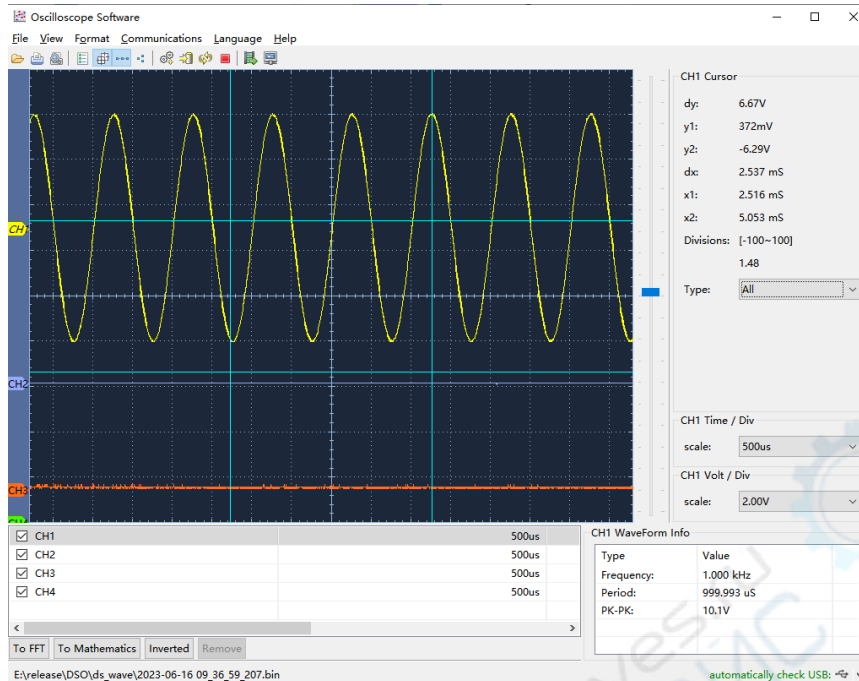 Oscilloscope Software
File View Format Communications Language Help
CH1 Cursor
dy: 6.67V
y1: 372mV
y2: -6.29V
dx: 2.537 mS
x1: 2.516 mS
x2: 5.053 mS
Divisions: [-100~100]
1.48
Type: All
CH
CH2
CH3
CH1 Time / Div
scale: 500us
CH1 Volt / Div
scale: 2.00V
CH1 500us
CH2 500us
CH3 500us
CH4 500us
CH1 WaveForm Info
Type Value
Frequency: 1.000 kHz
Period: 999.993 uS
PK-PK: 10.1V
To FFT To Mathematics Inverted Remove
E:\release\DSO\ds_wave\2023-06-16 09_36_59_207.bin
automatically check USB: